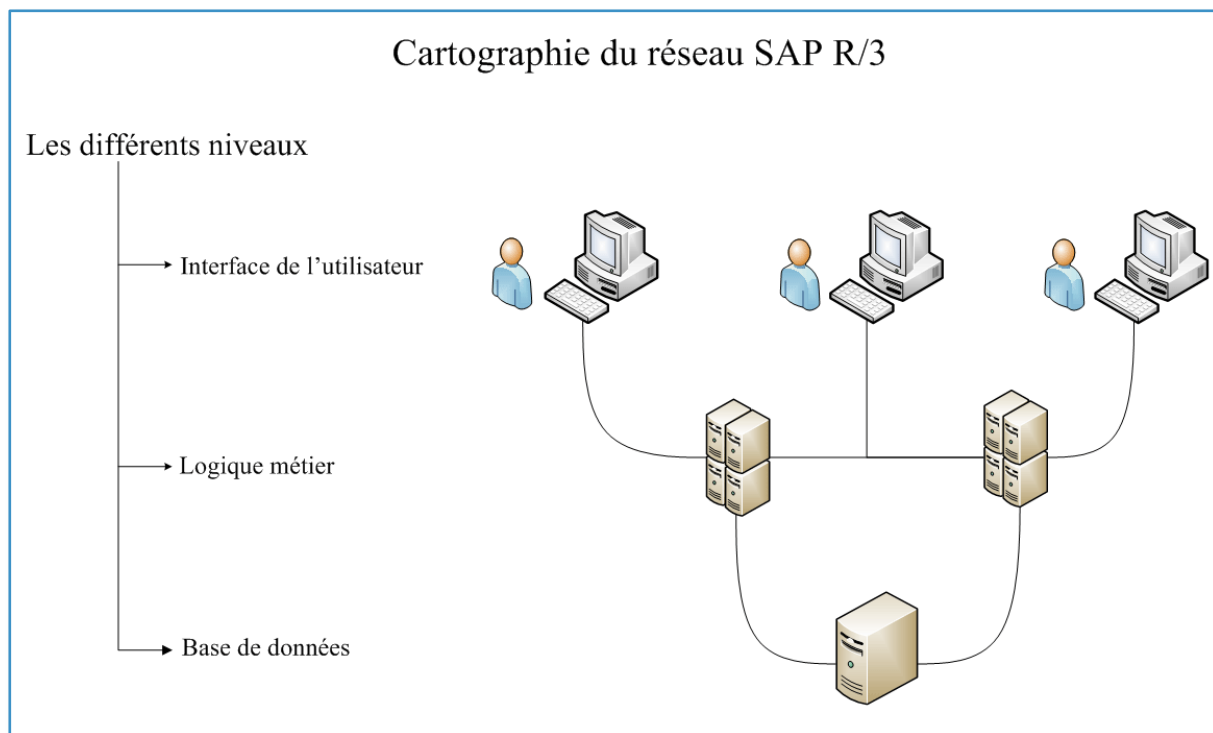 Cartographie du réseau SAP R/3
Les différents niveaux
Interface de l’utilisateur
Logique métier
Base de données